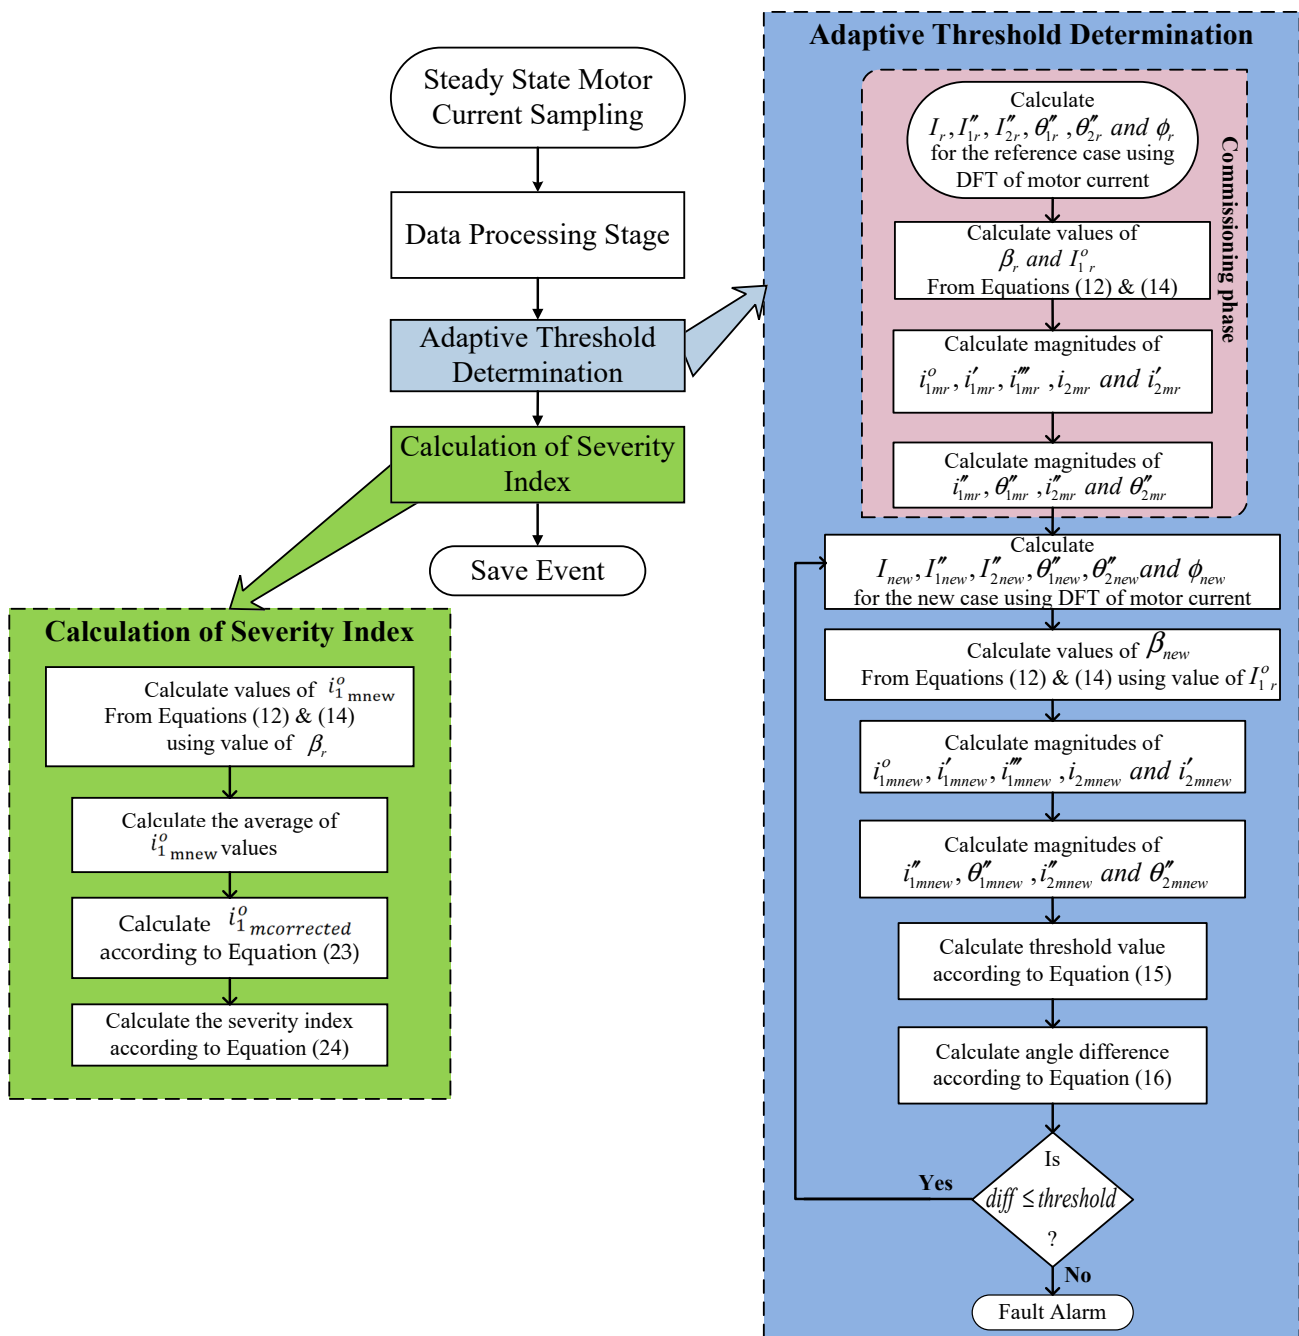 Steady State Motor
Current Sampling
Data Processing Stage
Adaptive Threshold
Determination
Calculation of Severity
Index
Save Event
Calculation of Severity Index
Calculate values of i₁ᵒ mnew
From Equations (12) & (14)
using value of βᵣ
Calculate the average of
i₁ᵒ mnew values
Calculate i₁ᵒ mcorrected
according to Equation (23)
Calculate the severity index
according to Equation (24)
Adaptive Threshold Determination
Commissioning phase
Calculate
I_r, I″_1r, I″_2r, θ″_1r, θ″_2r and ϕ_r
for the reference case using
DFT of motor current
Calculate values of
β_r and I^o_1 r
From Equations (12) & (14)
Calculate magnitudes of
i^o_1mr, i′_1mr, i‴_1mr, i_2mr and i′_2mr
Calculate magnitudes of
i″_1mr, θ″_1mr, i″_2mr and θ″_2mr
Calculate
I_new, I″_1new, I″_2new, θ″_1new, θ″_2new and ϕ_new
for the new case using DFT of motor current
Calculate values of β_new
From Equations (12) & (14) using value of I^o_1 r
Calculate magnitudes of
i^o_1mnew, i′_1mnew, i‴_1mnew, i_2mnew and i′_2mnew
Calculate magnitudes of
i″_1mnew, θ″_1mnew, i″_2mnew and θ″_2mnew
Calculate threshold value
according to Equation (15)
Calculate angle difference
according to Equation (16)
Is
diff ≤ threshold
?
Yes
No
Fault Alarm